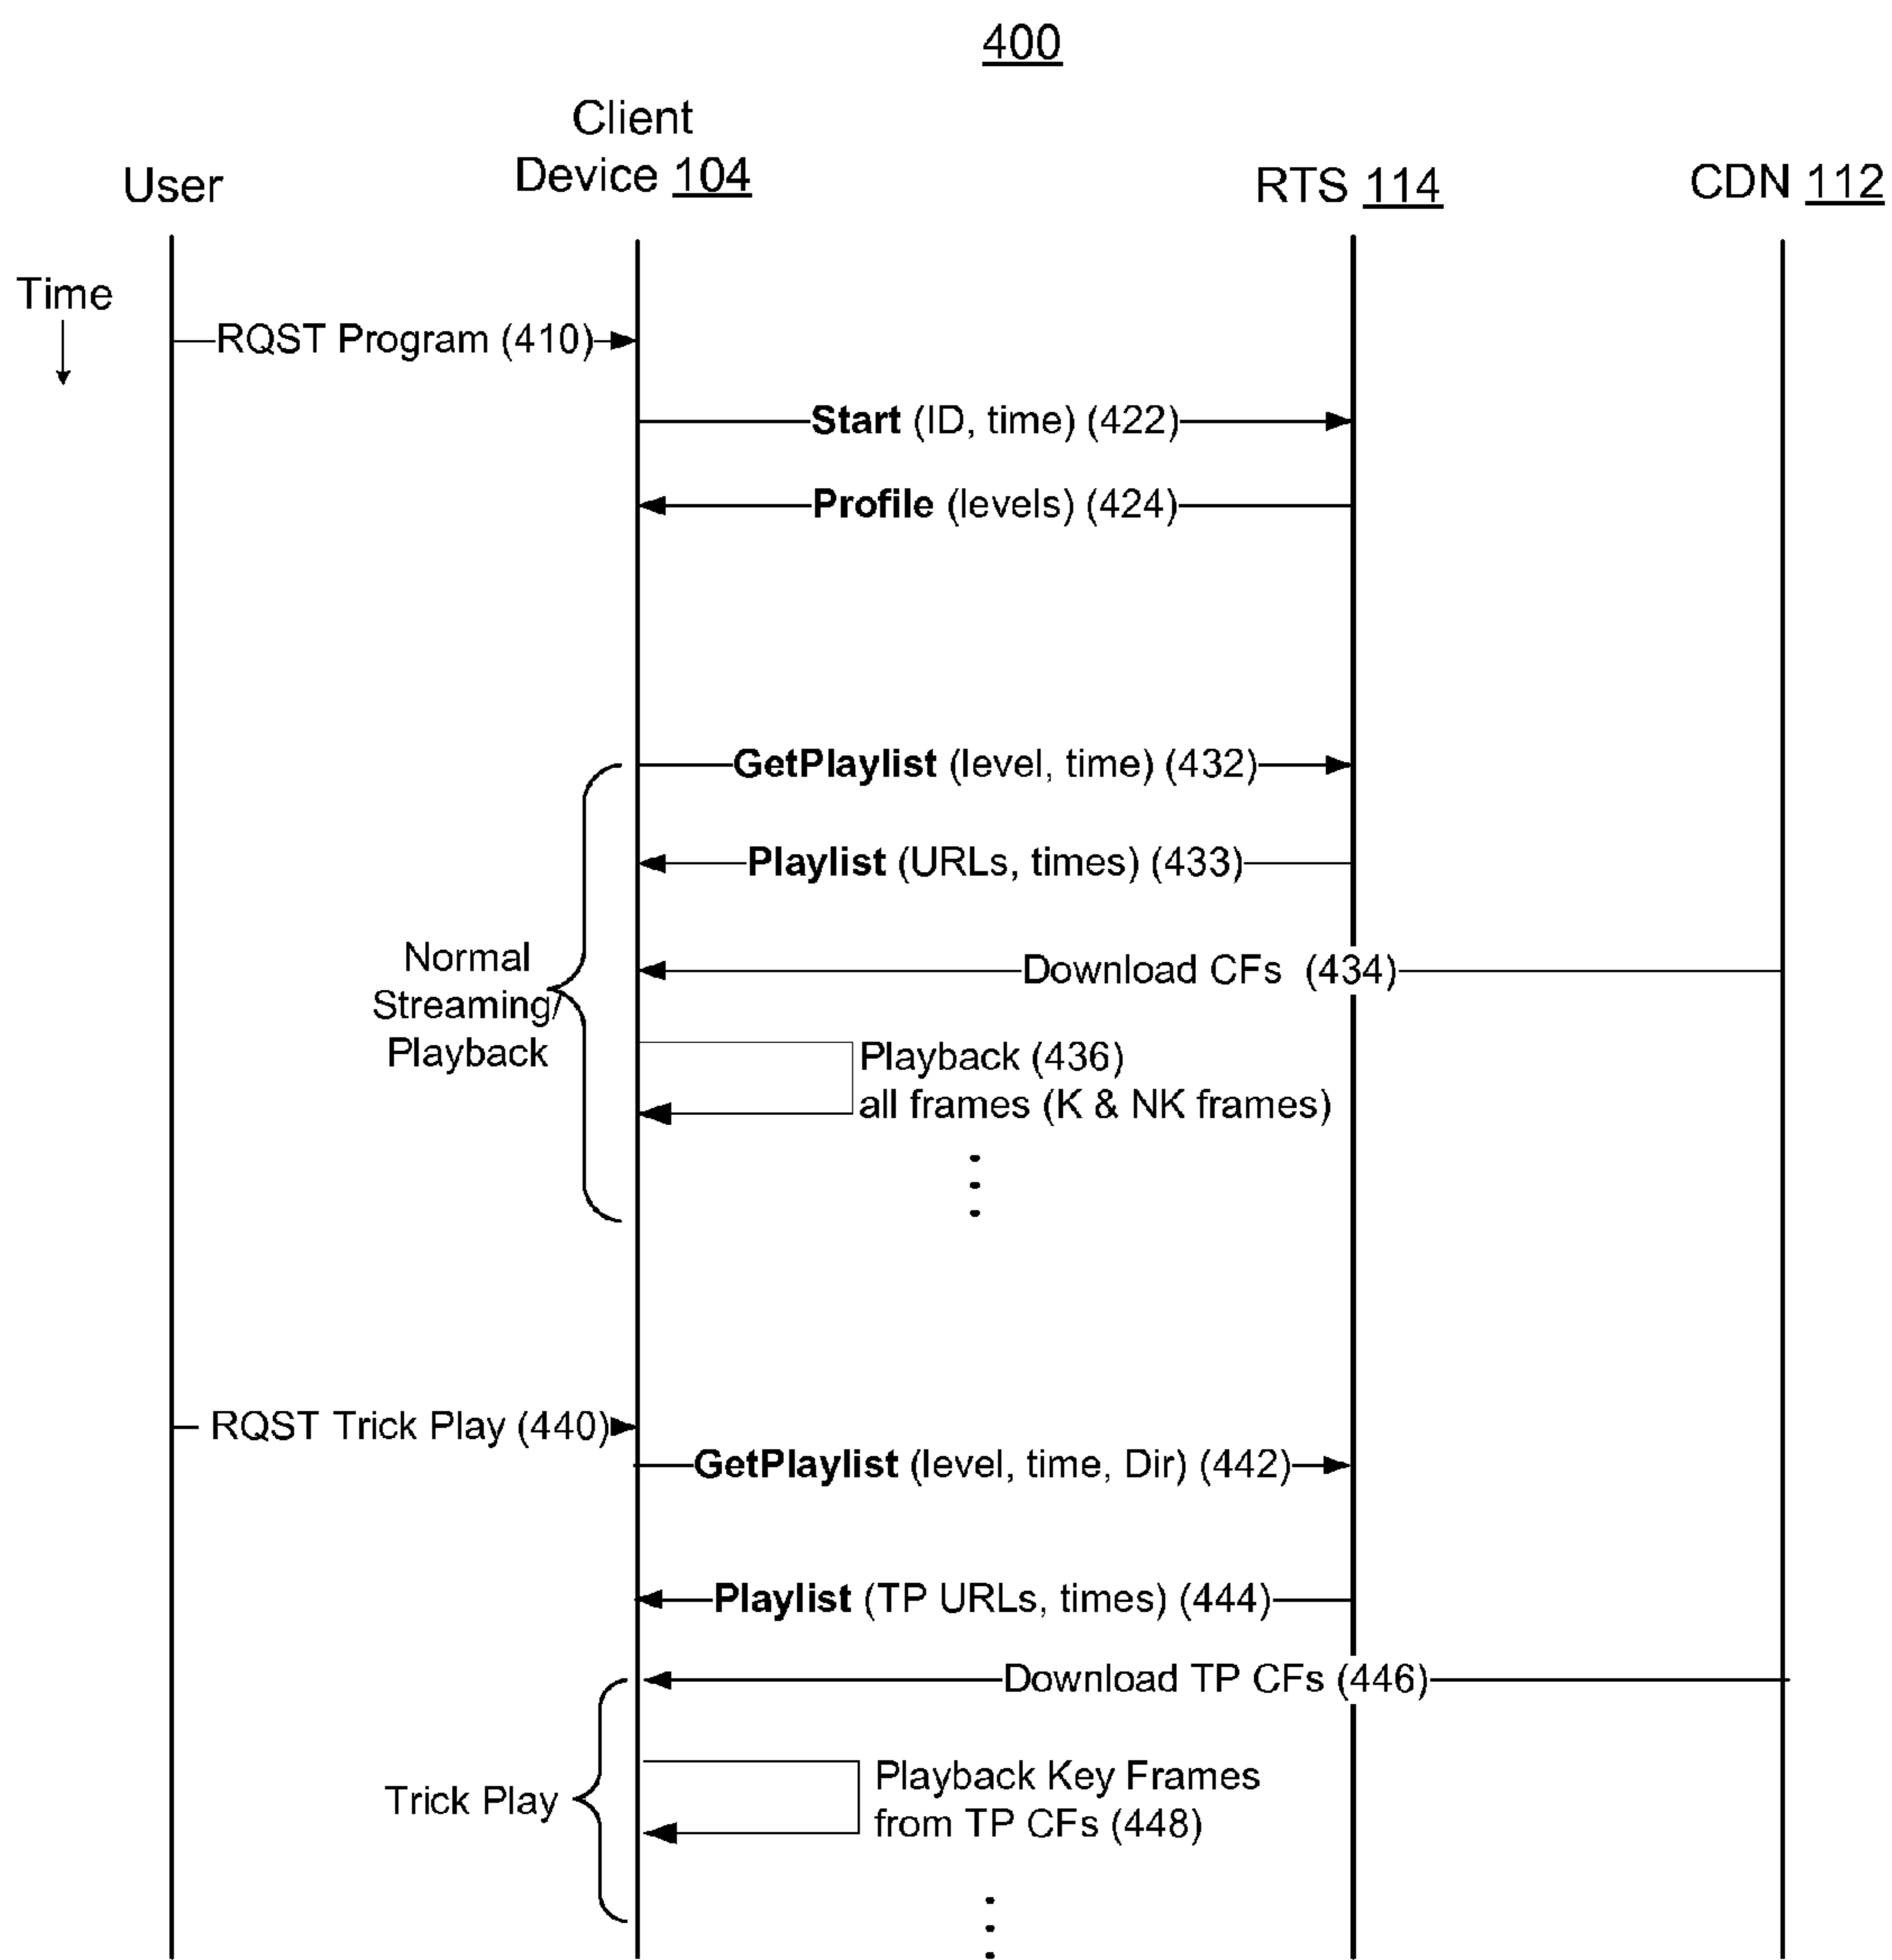 400
Client
Device 104
User
RTS 114
CDN 112
Time
RQST Program (410)
Start (ID, time) (422)
Profile (levels) (424)
GetPlaylist (level, time) (432)
Playlist (URLs, times) (433)
Download CFs (434)
Normal
Streaming/
Playback
Playback (436)
all frames (K & NK frames)
RQST Trick Play (440)
GetPlaylist (level, time, Dir) (442)
Playlist (TP URLs, times) (444)
Download TP CFs (446)
Trick Play
Playback Key Frames
from TP CFs (448)